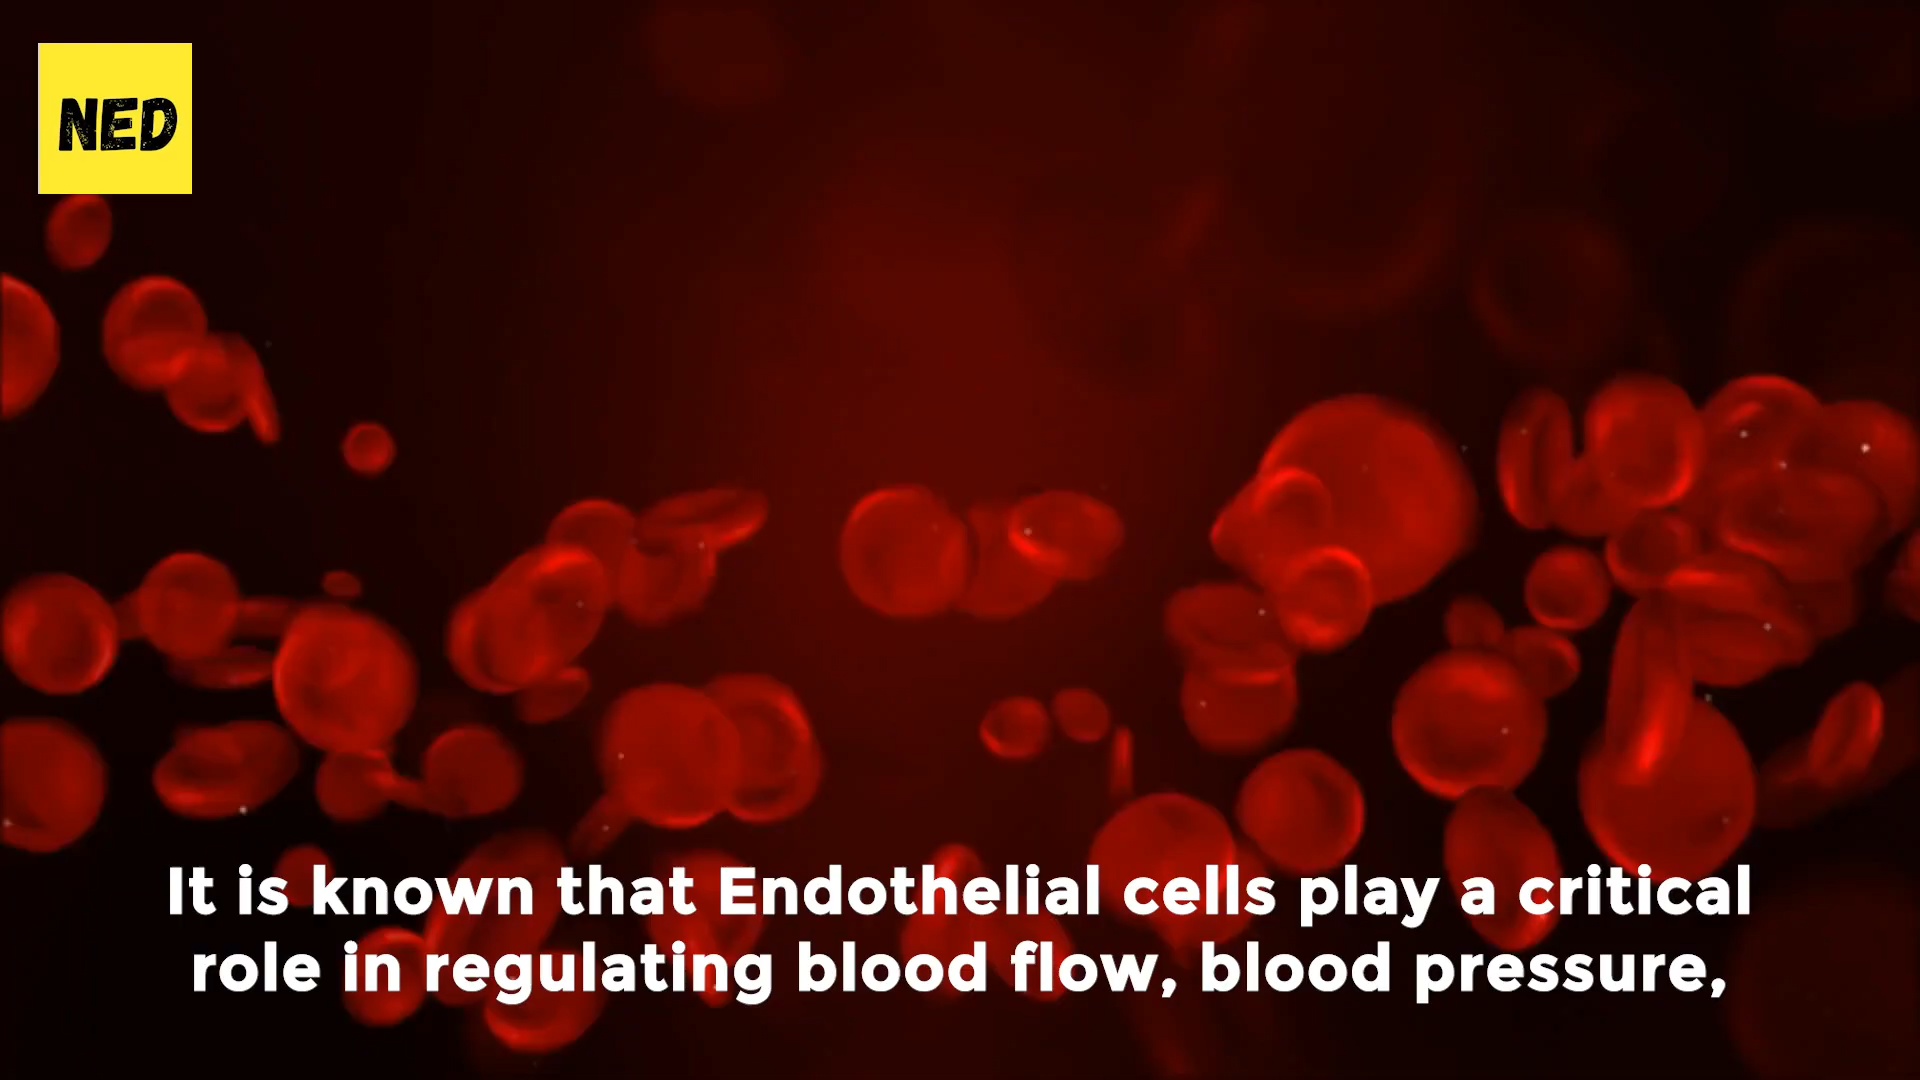 NED
It is known that Endothelial cells play a critical
role in regulating blood flow, blood pressure,